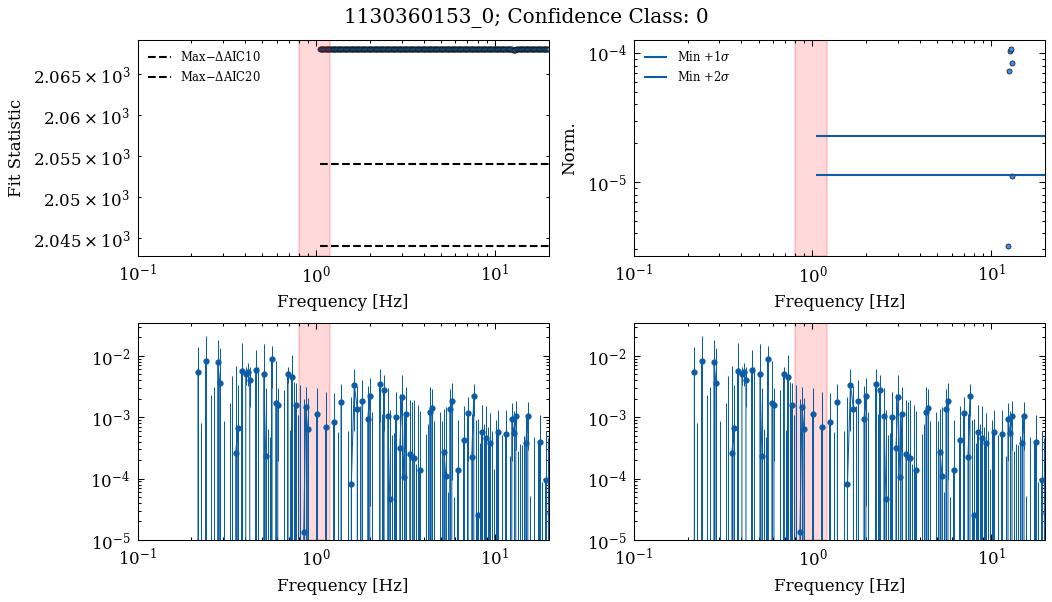 1130360153_0; Confidence Class: 0
Max−ΔAIC10
Max−ΔAIC20
2.065 × 10³
2.06 × 10³
2.055 × 10³
2.05 × 10³
2.045 × 10³
Fit Statistic
10⁻¹ 10⁰ 10¹
Frequency [Hz]
Min +1σ
Min +2σ
10⁻⁴
10⁻⁵
Norm.
10⁻¹ 10⁰ 10¹
Frequency [Hz]
10⁻²
10⁻³
10⁻⁴
10⁻⁵
10⁻¹ 10⁰ 10¹
Frequency [Hz]
10⁻²
10⁻³
10⁻⁴
10⁻⁵
10⁻¹ 10⁰ 10¹
Frequency [Hz]